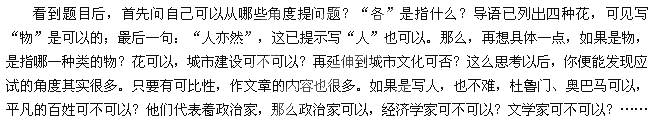 看到题目后，首先问自己可以从哪些角度提问题？“各”是指什么？导语已列出四种花，可见写
“物”是可以的；最后一句：“人亦然”，这已提示写“人”也可以。那么，再想具体一点，如果是物，
是指哪一种类的物？花可以，城市建设可不可以？再延伸到城市文化可否？这么思考以后，你便能发现应
试的角度其实很多。只要有可比性，作文章的内容也很多。如果是写人，也不难，杜鲁门、奥巴马可以，
平凡的百姓可不可以？他们代表着政治家，那么政治家可以，经济学家可不可以？文学家可不可以？……